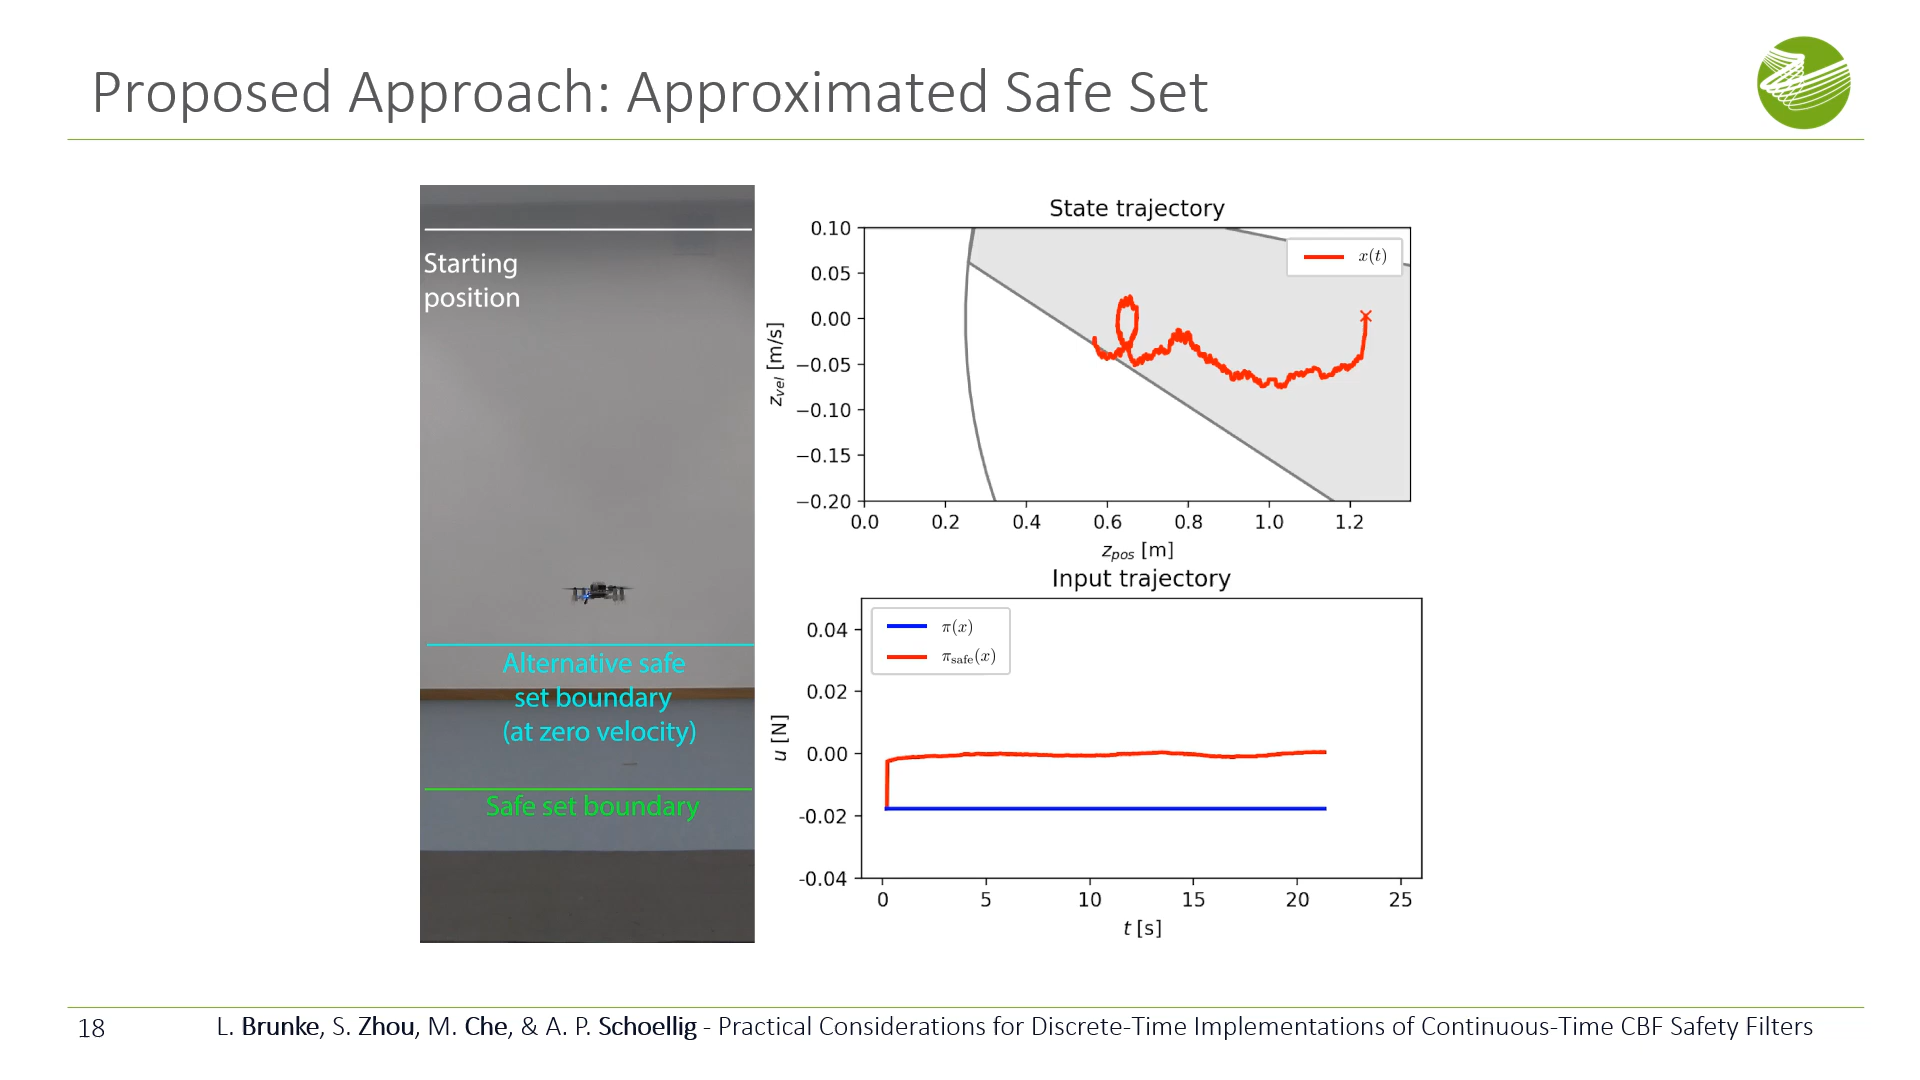 Proposed Approach: Approximated Safe Set
Starting
position
Alternative safe
set boundary
(at zero velocity)
Safe set boundary
State trajectory
x(t)
0.10
0.05
0.00
−0.05
−0.10
−0.15
−0.20
z_vel [m/s]
0.0 0.2 0.4 0.6 0.8 1.0 1.2
z_pos [m]
Input trajectory
π(x)
π_safe(x)
0.04
0.02
0.00
-0.02
-0.04
u [N]
0 5 10 15 20 25
t [s]
18 L. Brunke, S. Zhou, M. Che, & A. P. Schoellig - Practical Considerations for Discrete-Time Implementations of Continuous-Time CBF Safety Filters